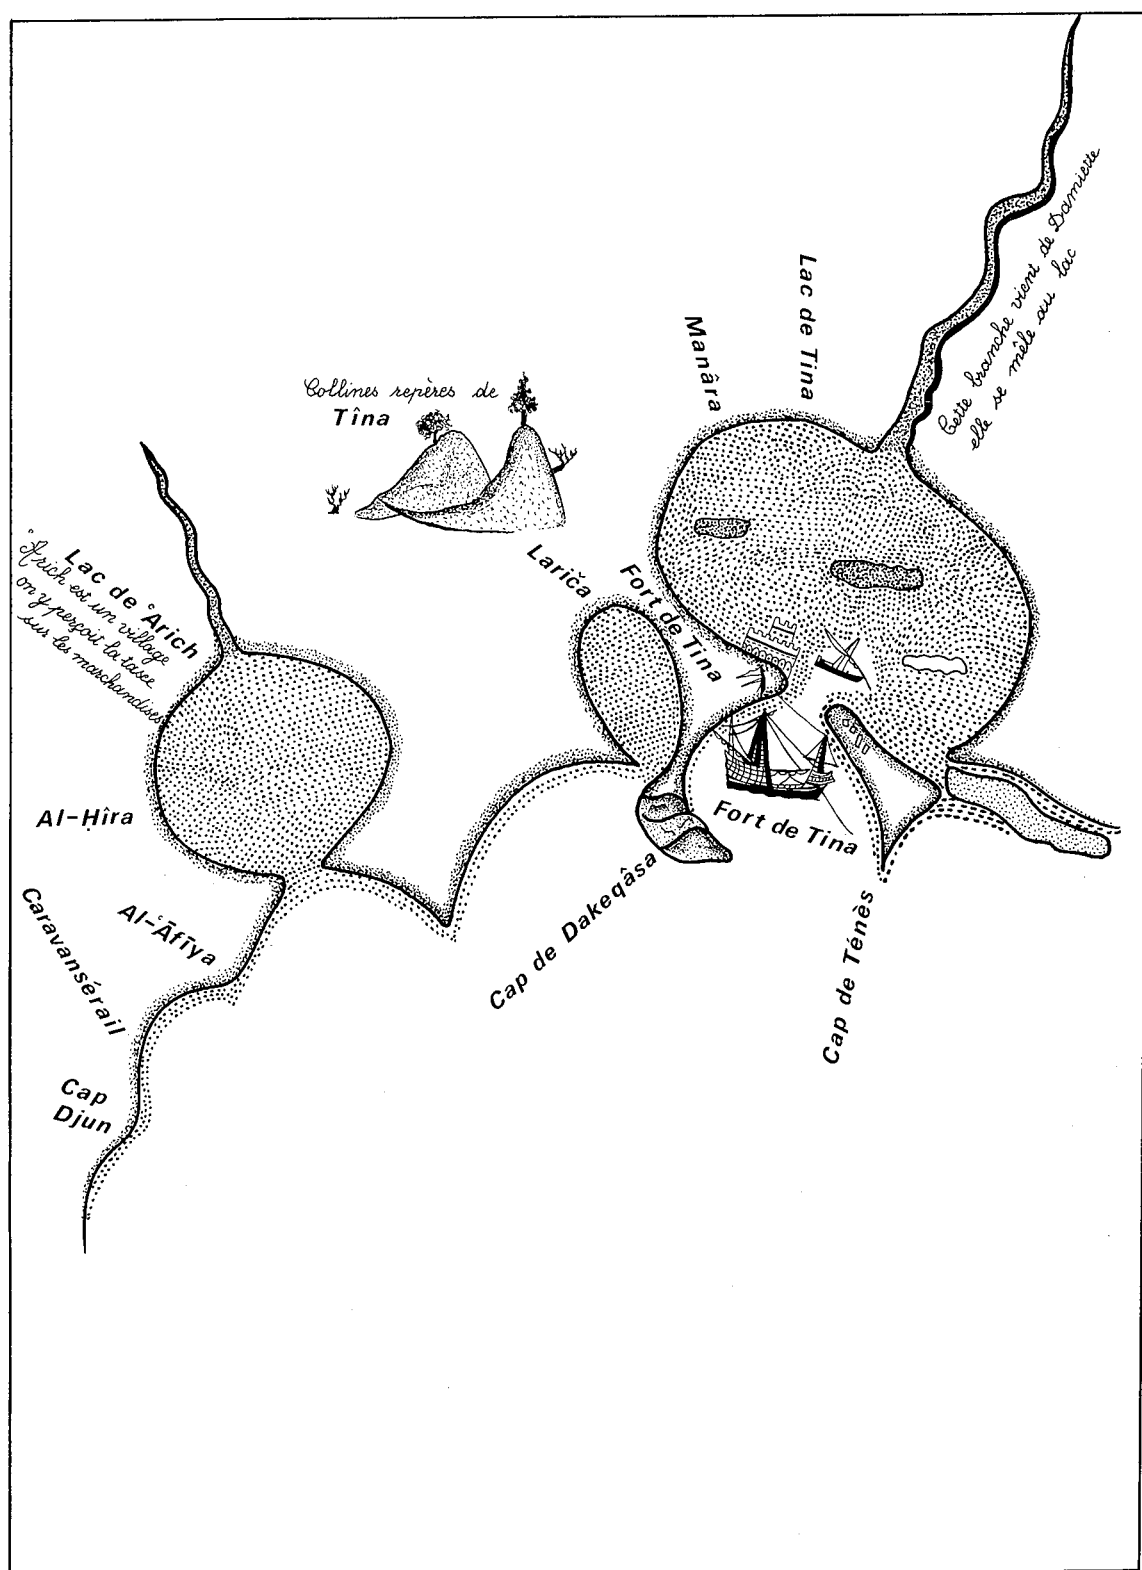 Cette branche vient de Damiette
elle se mêle au lac
Lac de Tina
Manâra
Collines repères de
Tîna
Lariča
Fort de Tina
Lac de ʿArich
ʿArich est un village
on y perçoit la taxe
sur les marchandises
Al-Ḥîra
Fort de Tina
Cap de Dakeqâsa
Cap de Ténès
Al-ʿĀfīya
Caravansérail
Cap
Djun